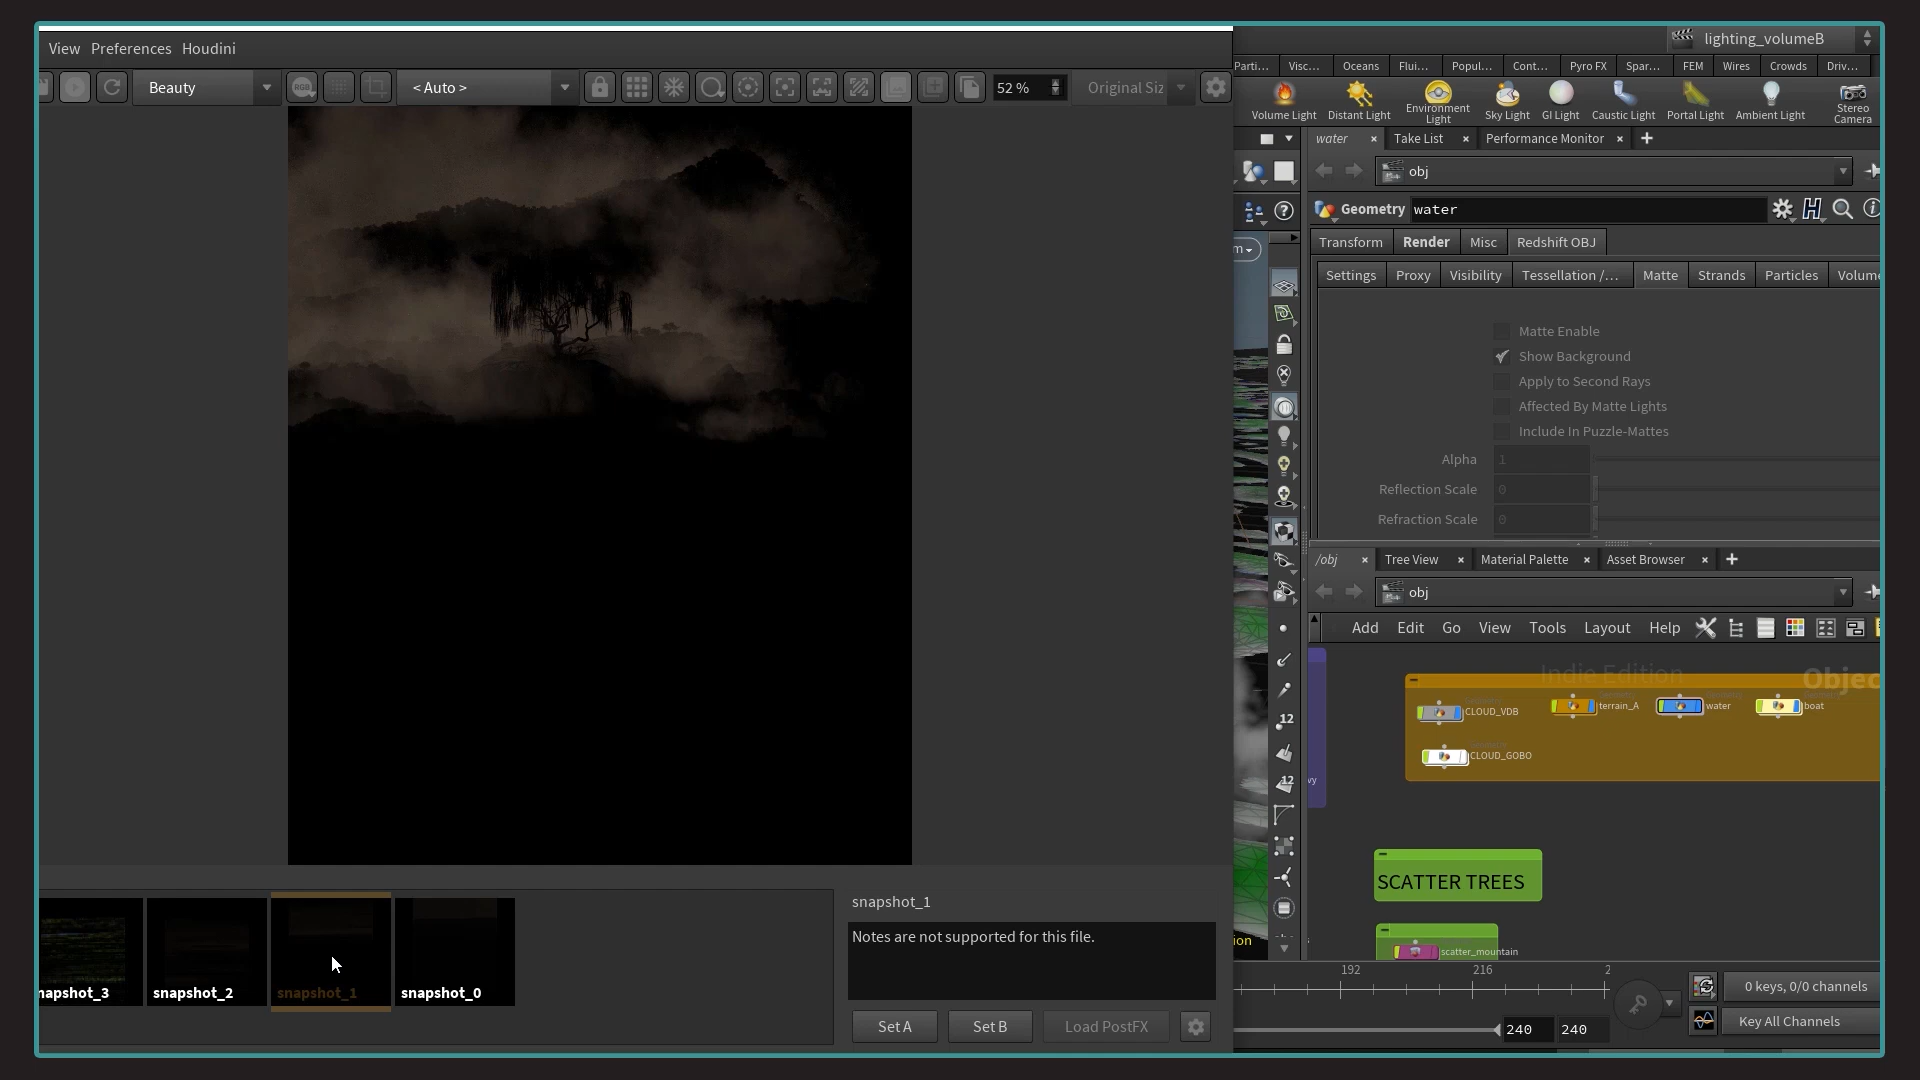 View Preferences Houdini
lighting_volumeB
Beauty
< Auto >
52 %
Original Siz
Parti... Visc... Oceans Flui... Popul... Cont... Pyro FX Spar... FEM Wires Crowds Driv...
Volume Light Distant Light Environment Light Sky Light GI Light Caustic Light Portal Light Ambient Light Stereo Camera
water Take List Performance Monitor
obj
Geometry water
Transform Render Misc Redshift OBJ
Settings Proxy Visibility Tessellation /... Matte Strands Particles Volume
Matte Enable
Show Background
Apply to Second Rays
Affected By Matte Lights
Include In Puzzle-Mattes
Alpha 1
Reflection Scale 0
Refraction Scale 0
/obj Tree View Material Palette Asset Browser
obj
Add Edit Go View Tools Layout Help
Indie Edition
Objec
CLOUD_VDB terrain_A water boat
CLOUD_GOBO
SCATTER TREES
scatter_mountain
12
12
vy
ion
snapshot_1
Notes are not supported for this file.
napshot_3 snapshot_2 snapshot_1 snapshot_0
Set A Set B Load PostFX
192 216 2
240 240
0 keys, 0/0 channels
Key All Channels